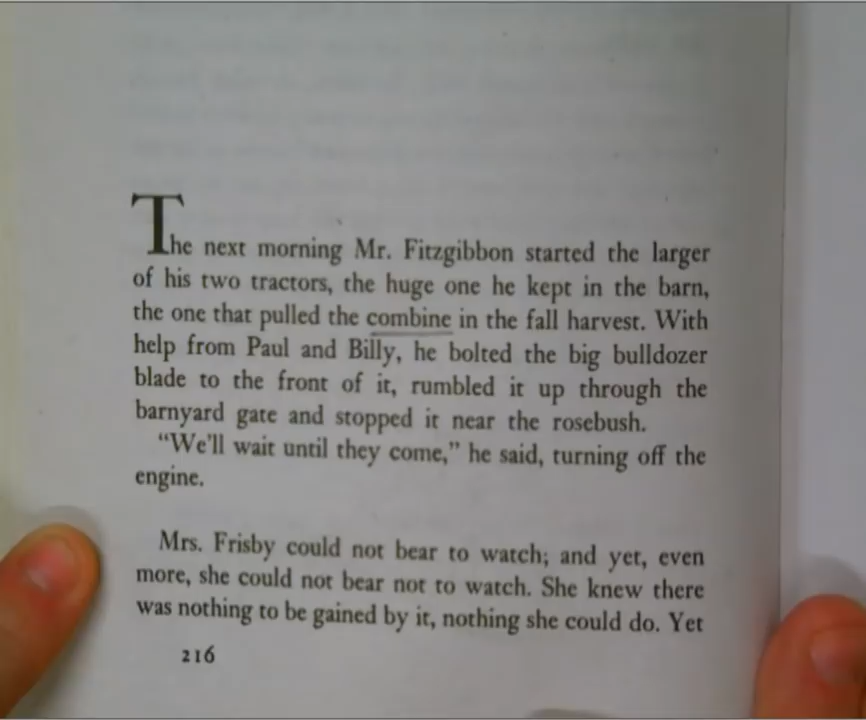 The next morning Mr. Fitzgibbon started the larger
of his two tractors, the huge one he kept in the barn,
the one that pulled the combine in the fall harvest. With
help from Paul and Billy, he bolted the big bulldozer
blade to the front of it, rumbled it up through the
barnyard gate and stopped it near the rosebush.
“We'll wait until they come,” he said, turning off the
engine.
Mrs. Frisby could not bear to watch; and yet, even
more, she could not bear not to watch. She knew there
was nothing to be gained by it, nothing she could do. Yet
216